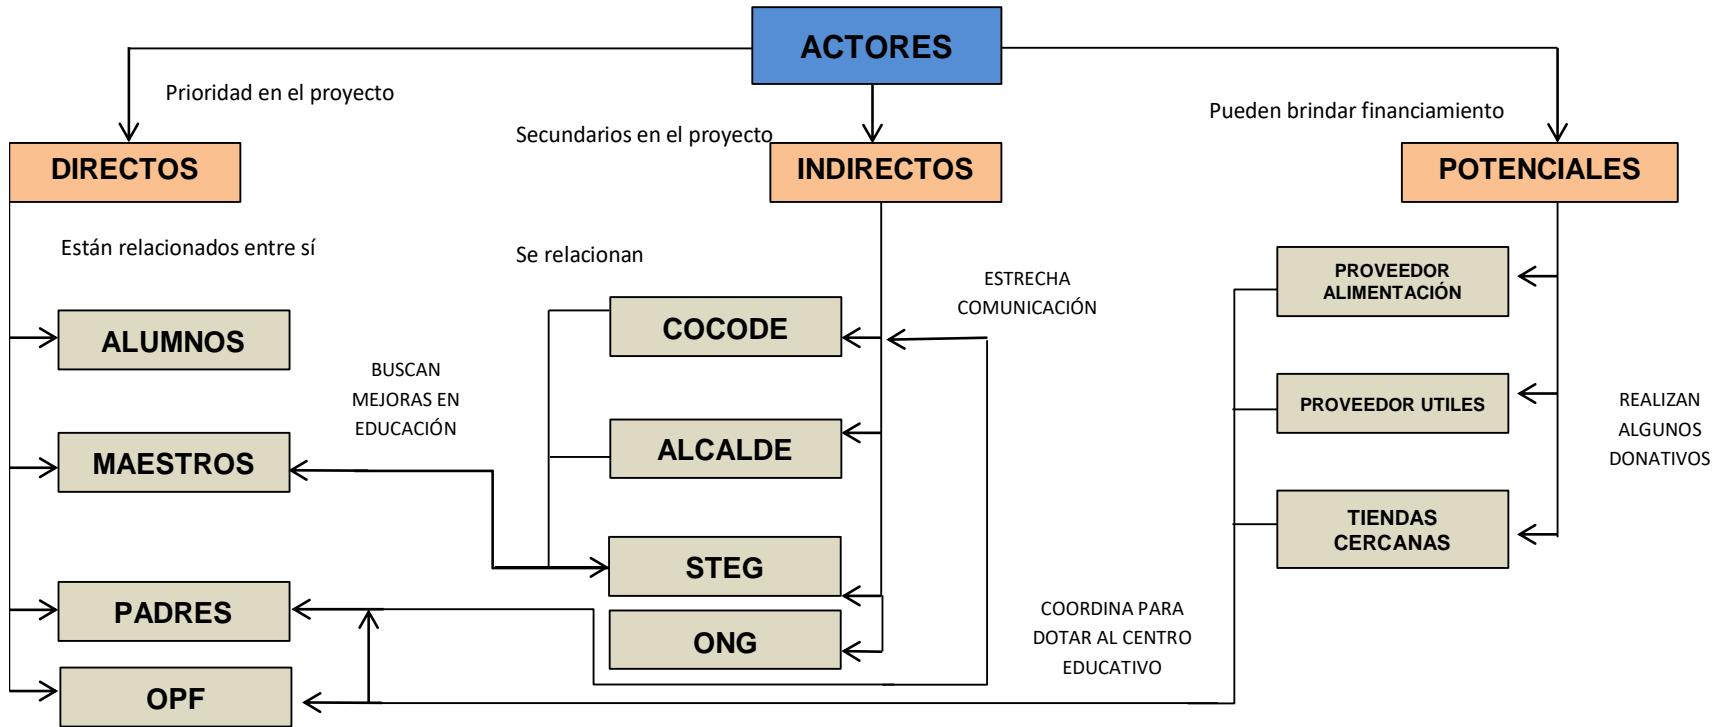 ACTORES
Prioridad en el proyecto
Secundarios en el proyecto
Pueden brindar financiamiento
DIRECTOS
INDIRECTOS
POTENCIALES
Están relacionados entre sí
Se relacionan
ALUMNOS
MAESTROS
PADRES
OPF
BUSCAN
MEJORAS EN
EDUCACIÓN
COCODE
ALCALDE
STEG
ONG
ESTRECHA
COMUNICACIÓN
COORDINA PARA
DOTAR AL CENTRO
EDUCATIVO
PROVEEDOR
ALIMENTACIÓN
PROVEEDOR UTILES
TIENDAS
CERCANAS
REALIZAN
ALGUNOS
DONATIVOS